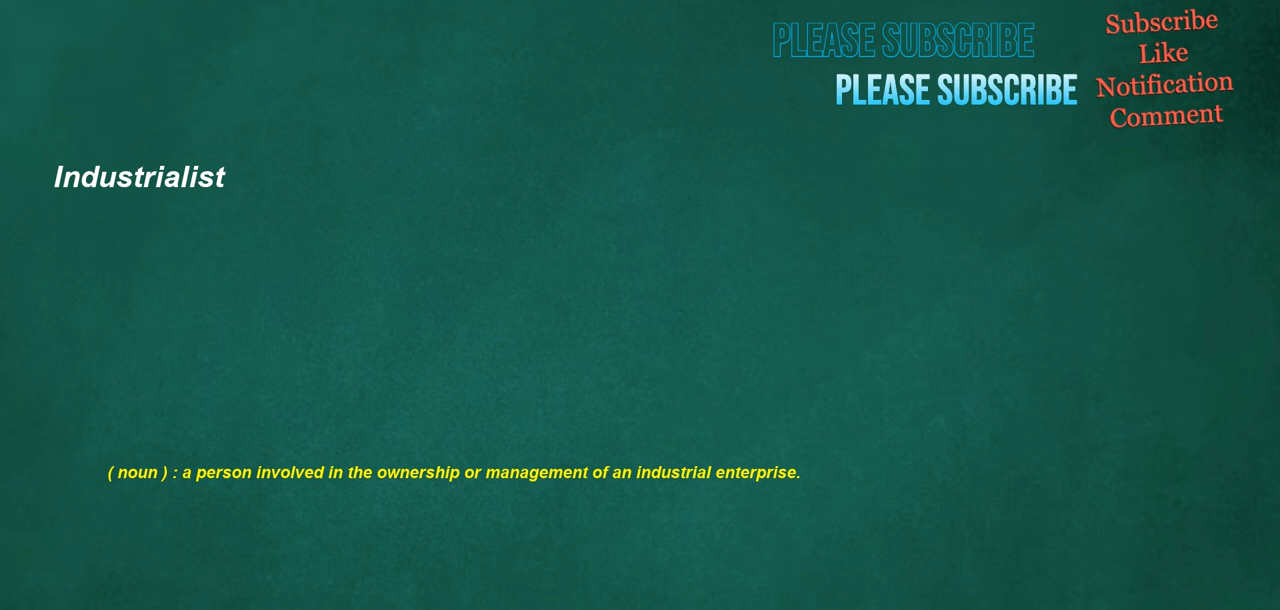 PLEASE SUBSCRIBE
PLEASE SUBSCRIBE
Subscribe
Like
Notification
Comment
Industrialist
( noun ) : a person involved in the ownership or management of an industrial enterprise.